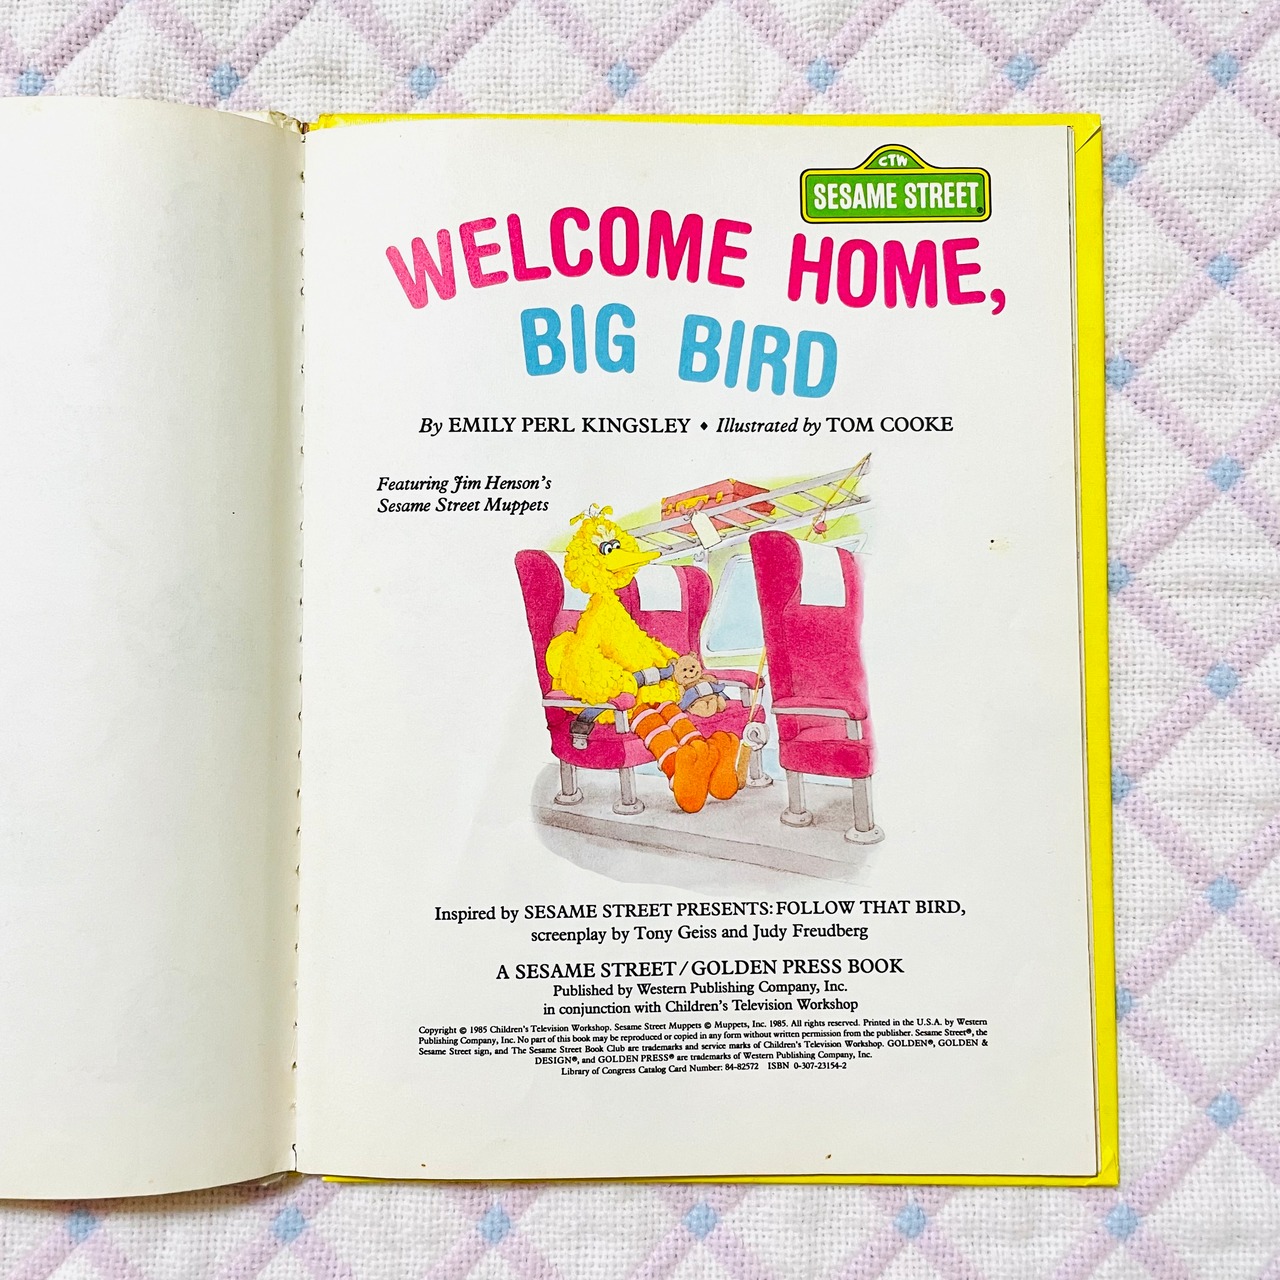 CTW
SESAME STREET®
WELCOME HOME,
BIG BIRD
By EMILY PERL KINGSLEY ♦ Illustrated by TOM COOKE
Featuring Jim Henson's
Sesame Street Muppets
Inspired by SESAME STREET PRESENTS: FOLLOW THAT BIRD,
screenplay by Tony Geiss and Judy Freudberg
A SESAME STREET / GOLDEN PRESS BOOK
Published by Western Publishing Company, Inc.
in conjunction with Children's Television Workshop
Copyright © 1985 Children's Television Workshop. Sesame Street Muppets © Muppets, Inc. 1985. All rights reserved. Printed in the U.S.A. by Western
Publishing Company, Inc. No part of this book may be reproduced or copied in any form without written permission from the publisher. Sesame Street®, the
Sesame Street sign, and The Sesame Street Book Club are trademarks and service marks of Children's Television Workshop. GOLDEN®, GOLDEN &
DESIGN®, and GOLDEN PRESS® are trademarks of Western Publishing Company, Inc.
Library of Congress Catalog Card Number: 84-82572 ISBN 0-307-23154-2